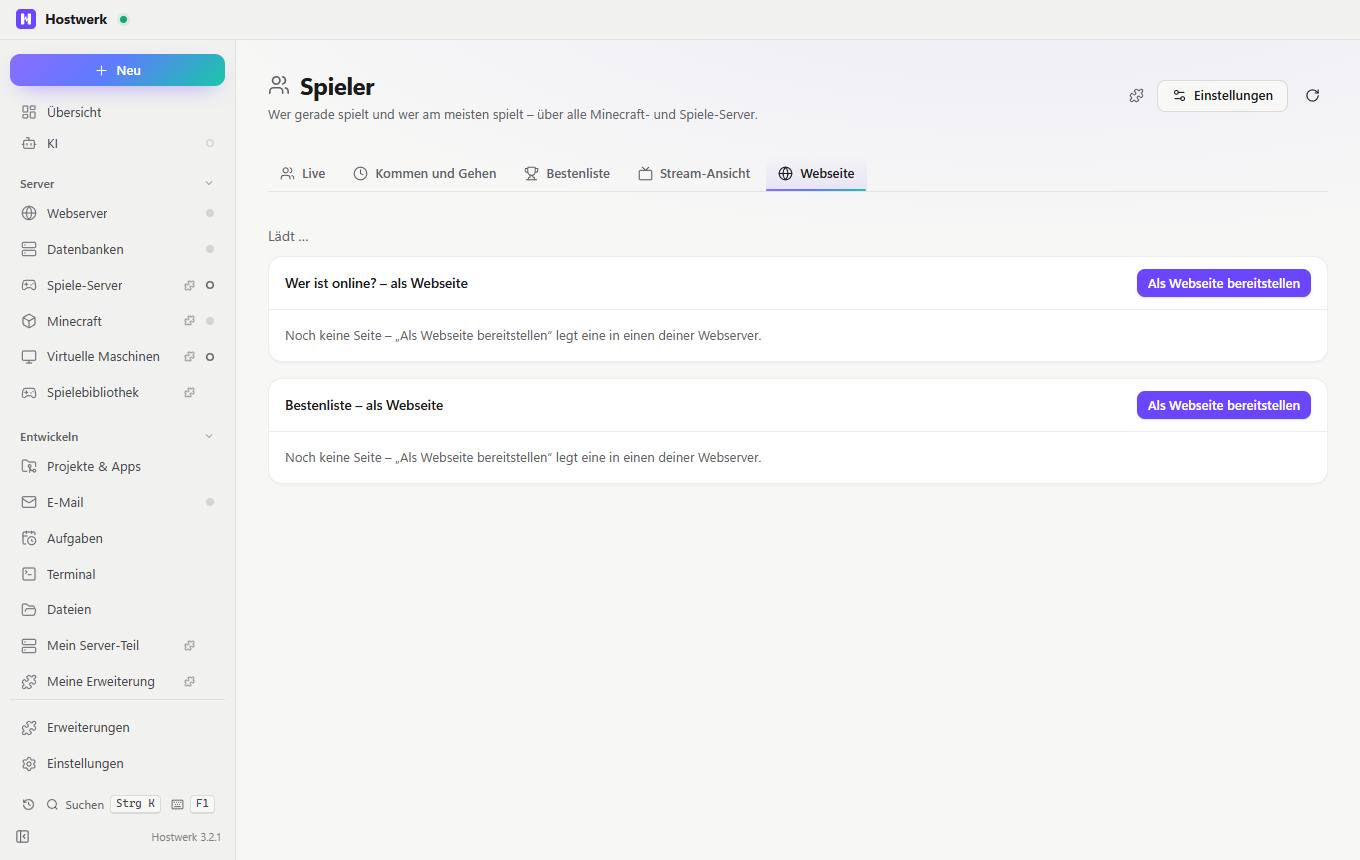 Hostwerk
Neu
Übersicht
KI
Server
Webserver
Datenbanken
Spiele-Server
Minecraft
Virtuelle Maschinen
Spielebibliothek
Entwickeln
Projekte & Apps
E-Mail
Aufgaben
Terminal
Dateien
Mein Server-Teil
Meine Erweiterung
Erweiterungen
Einstellungen
Suchen Strg K F1
Hostwerk 3.2.1
Spieler
Wer gerade spielt und wer am meisten spielt – über alle Minecraft- und Spiele-Server.
Einstellungen
Live Kommen und Gehen Bestenliste Stream-Ansicht Webseite
Lädt …
Wer ist online? – als Webseite Als Webseite bereitstellen
Noch keine Seite – „Als Webseite bereitstellen“ legt eine in einen deiner Webserver.
Bestenliste – als Webseite Als Webseite bereitstellen
Noch keine Seite – „Als Webseite bereitstellen“ legt eine in einen deiner Webserver.